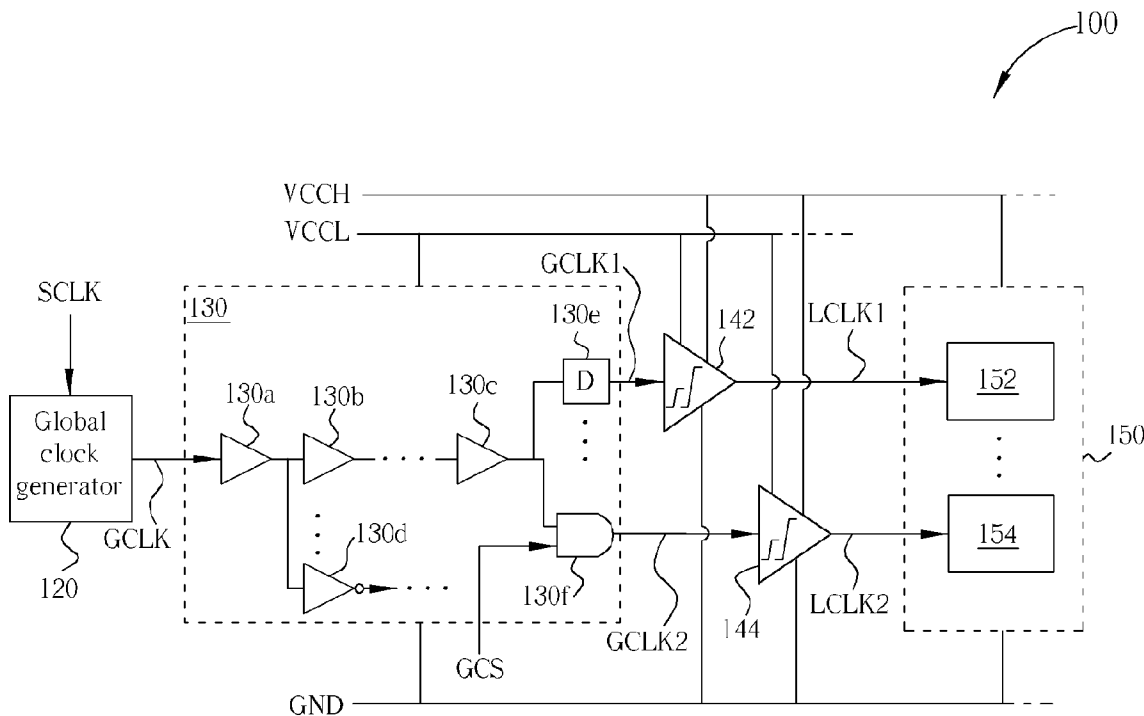 100
VCCH
VCCL
GCLK1
SCLK
130
130e
142
LCLK1
130a
130b
130c
D
152
Global
clock
generator
150
130d
154
GCLK
120
130f
144
LCLK2
GCLK2
GCS
GND